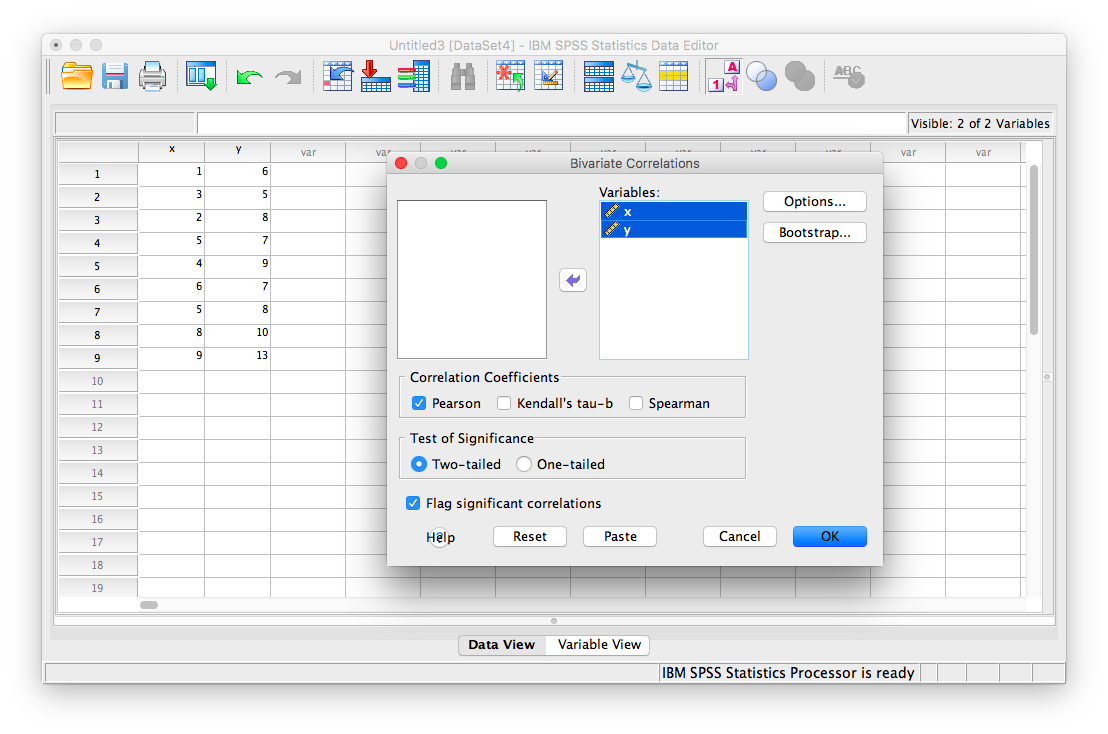 Untitled3 [DataSet4] - IBM SPSS Statistics Data Editor
A
1
ABC
Visible: 2 of 2 Variables
x y var var var var var var var var var var
Bivariate Correlations
1 1 6
2 3 5
3 2 8
4 5 7
5 4 9
6 6 7
7 5 8
8 8 10
9 9 13
10
11
12
13
14
15
16
17
18
19
Variables:
x
y
Options...
Bootstrap...
Correlation Coefficients
Pearson Kendall's tau-b Spearman
Test of Significance
Two-tailed One-tailed
Flag significant correlations
Help Reset Paste Cancel OK
Data View Variable View
IBM SPSS Statistics Processor is ready